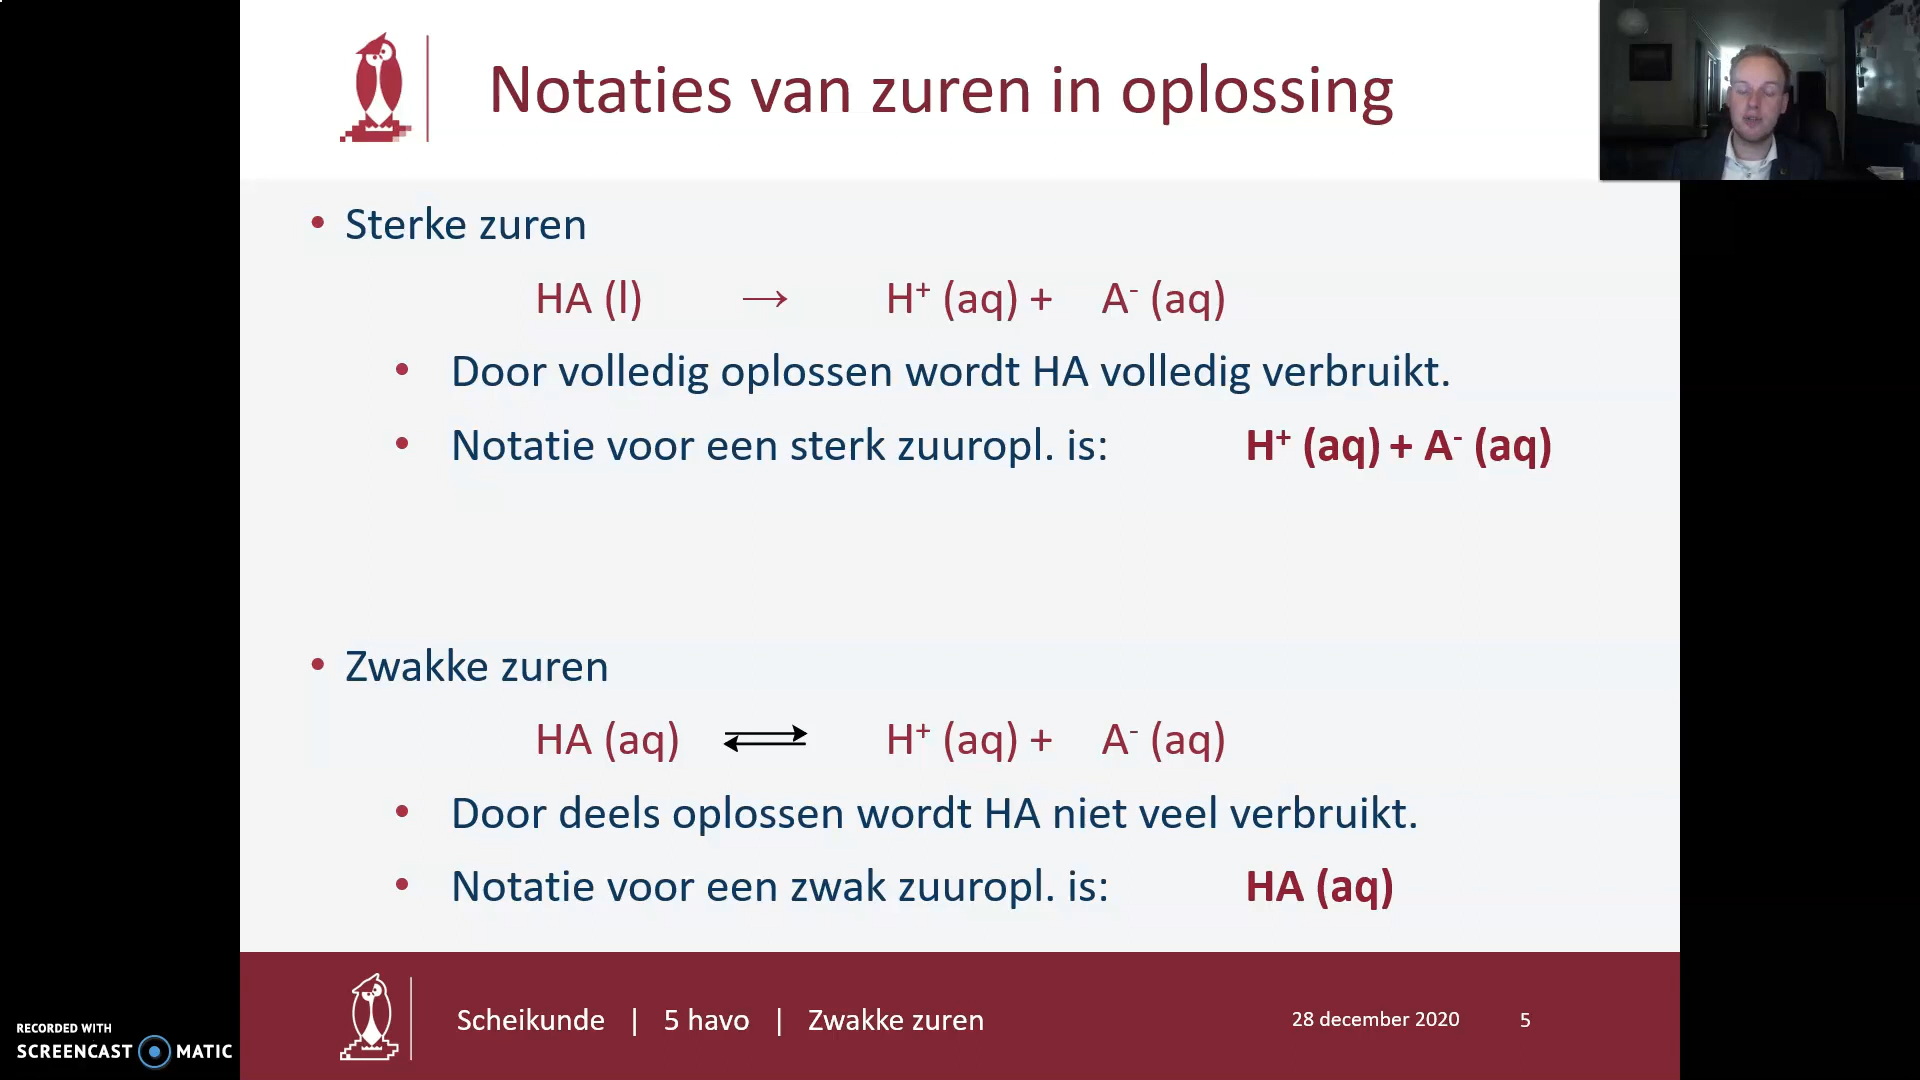 Notaties van zuren in oplossing
• Sterke zuren
HA (l) → H⁺ (aq) + A⁻ (aq)
• Door volledig oplossen wordt HA volledig verbruikt.
• Notatie voor een sterk zuuropl. is: H⁺ (aq) + A⁻ (aq)
• Zwakke zuren
HA (aq) ⇌ H⁺ (aq) + A⁻ (aq)
• Door deels oplossen wordt HA niet veel verbruikt.
• Notatie voor een zwak zuuropl. is: HA (aq)
Scheikunde | 5 havo | Zwakke zuren 28 december 2020 5
RECORDED WITH
SCREENCAST MATIC